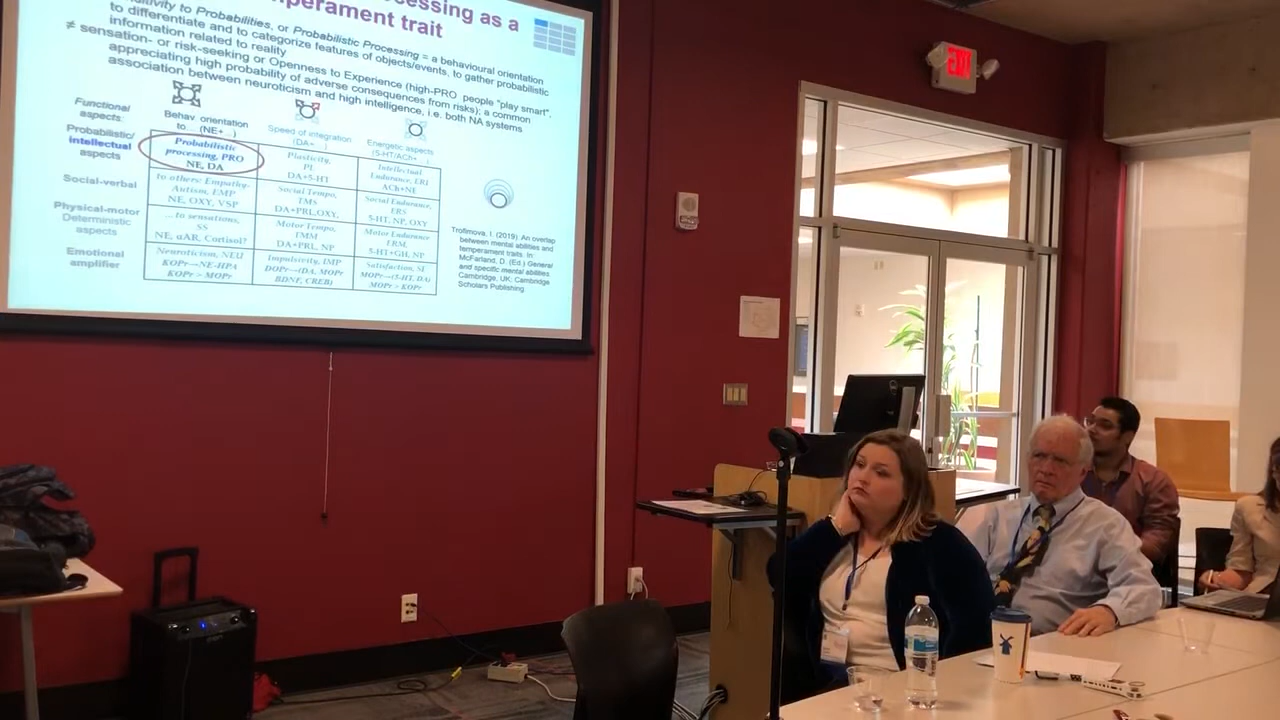 cessing as a
mperament trait
sitivity to Probabilities, or Probabilistic Processing = a behavioural orientation
to differentiate and to categorize features of objects/events, to gather probabilistic
information related to reality
≠ sensation- or risk-seeking or Openness to Experience (high-PRO people "play smart".
appreciating high probability of adverse consequences from risks); a common
association between neuroticism and high intelligence, i.e. both NA systems
Functional
aspects:
Behav orientation
to... (NE+...)
Speed of integration
(DA+...)
Energetic aspects
(5-HT/ACh+...)
Probabilistic/
intellectual
aspects
Probabilistic
processing, PRO
NE, DA
Plasticity,
PL
DA+5-HT
Intellectual
Endurance, ERI
ACh+NE
Social-verbal
to others: Empathy-
Autism, EMP
NE, OXY, VSP
Social Tempo,
TMS
DA+PRL,OXY,
Social Endurance,
ERS
5-HT, NP, OXY
Physical-motor
Deterministic
aspects
... to sensations,
SS
NE, αAR, Cortisol?
Motor Tempo,
TMM
DA+PRL, NP
Motor Endurance
ERM,
5-HT+GH, NP
Emotional
amplifier
Neuroticism, NEU
KOPr→NE-HPA
KOPr > MOPr
Impulsivity, IMP
DOPr→(DA, MOPr
BDNF, CREB)
Satisfaction, SF
MOPr→(5-HT, DA)
MOPr > KOPr
Trofimova, I. (2019). An overlap
between mental abilities and
temperament traits. In:
McFarland, D. (Ed.) General
and specific mental abilities
Cambridge, UK: Cambridge
Scholars Publishing.
EXIT